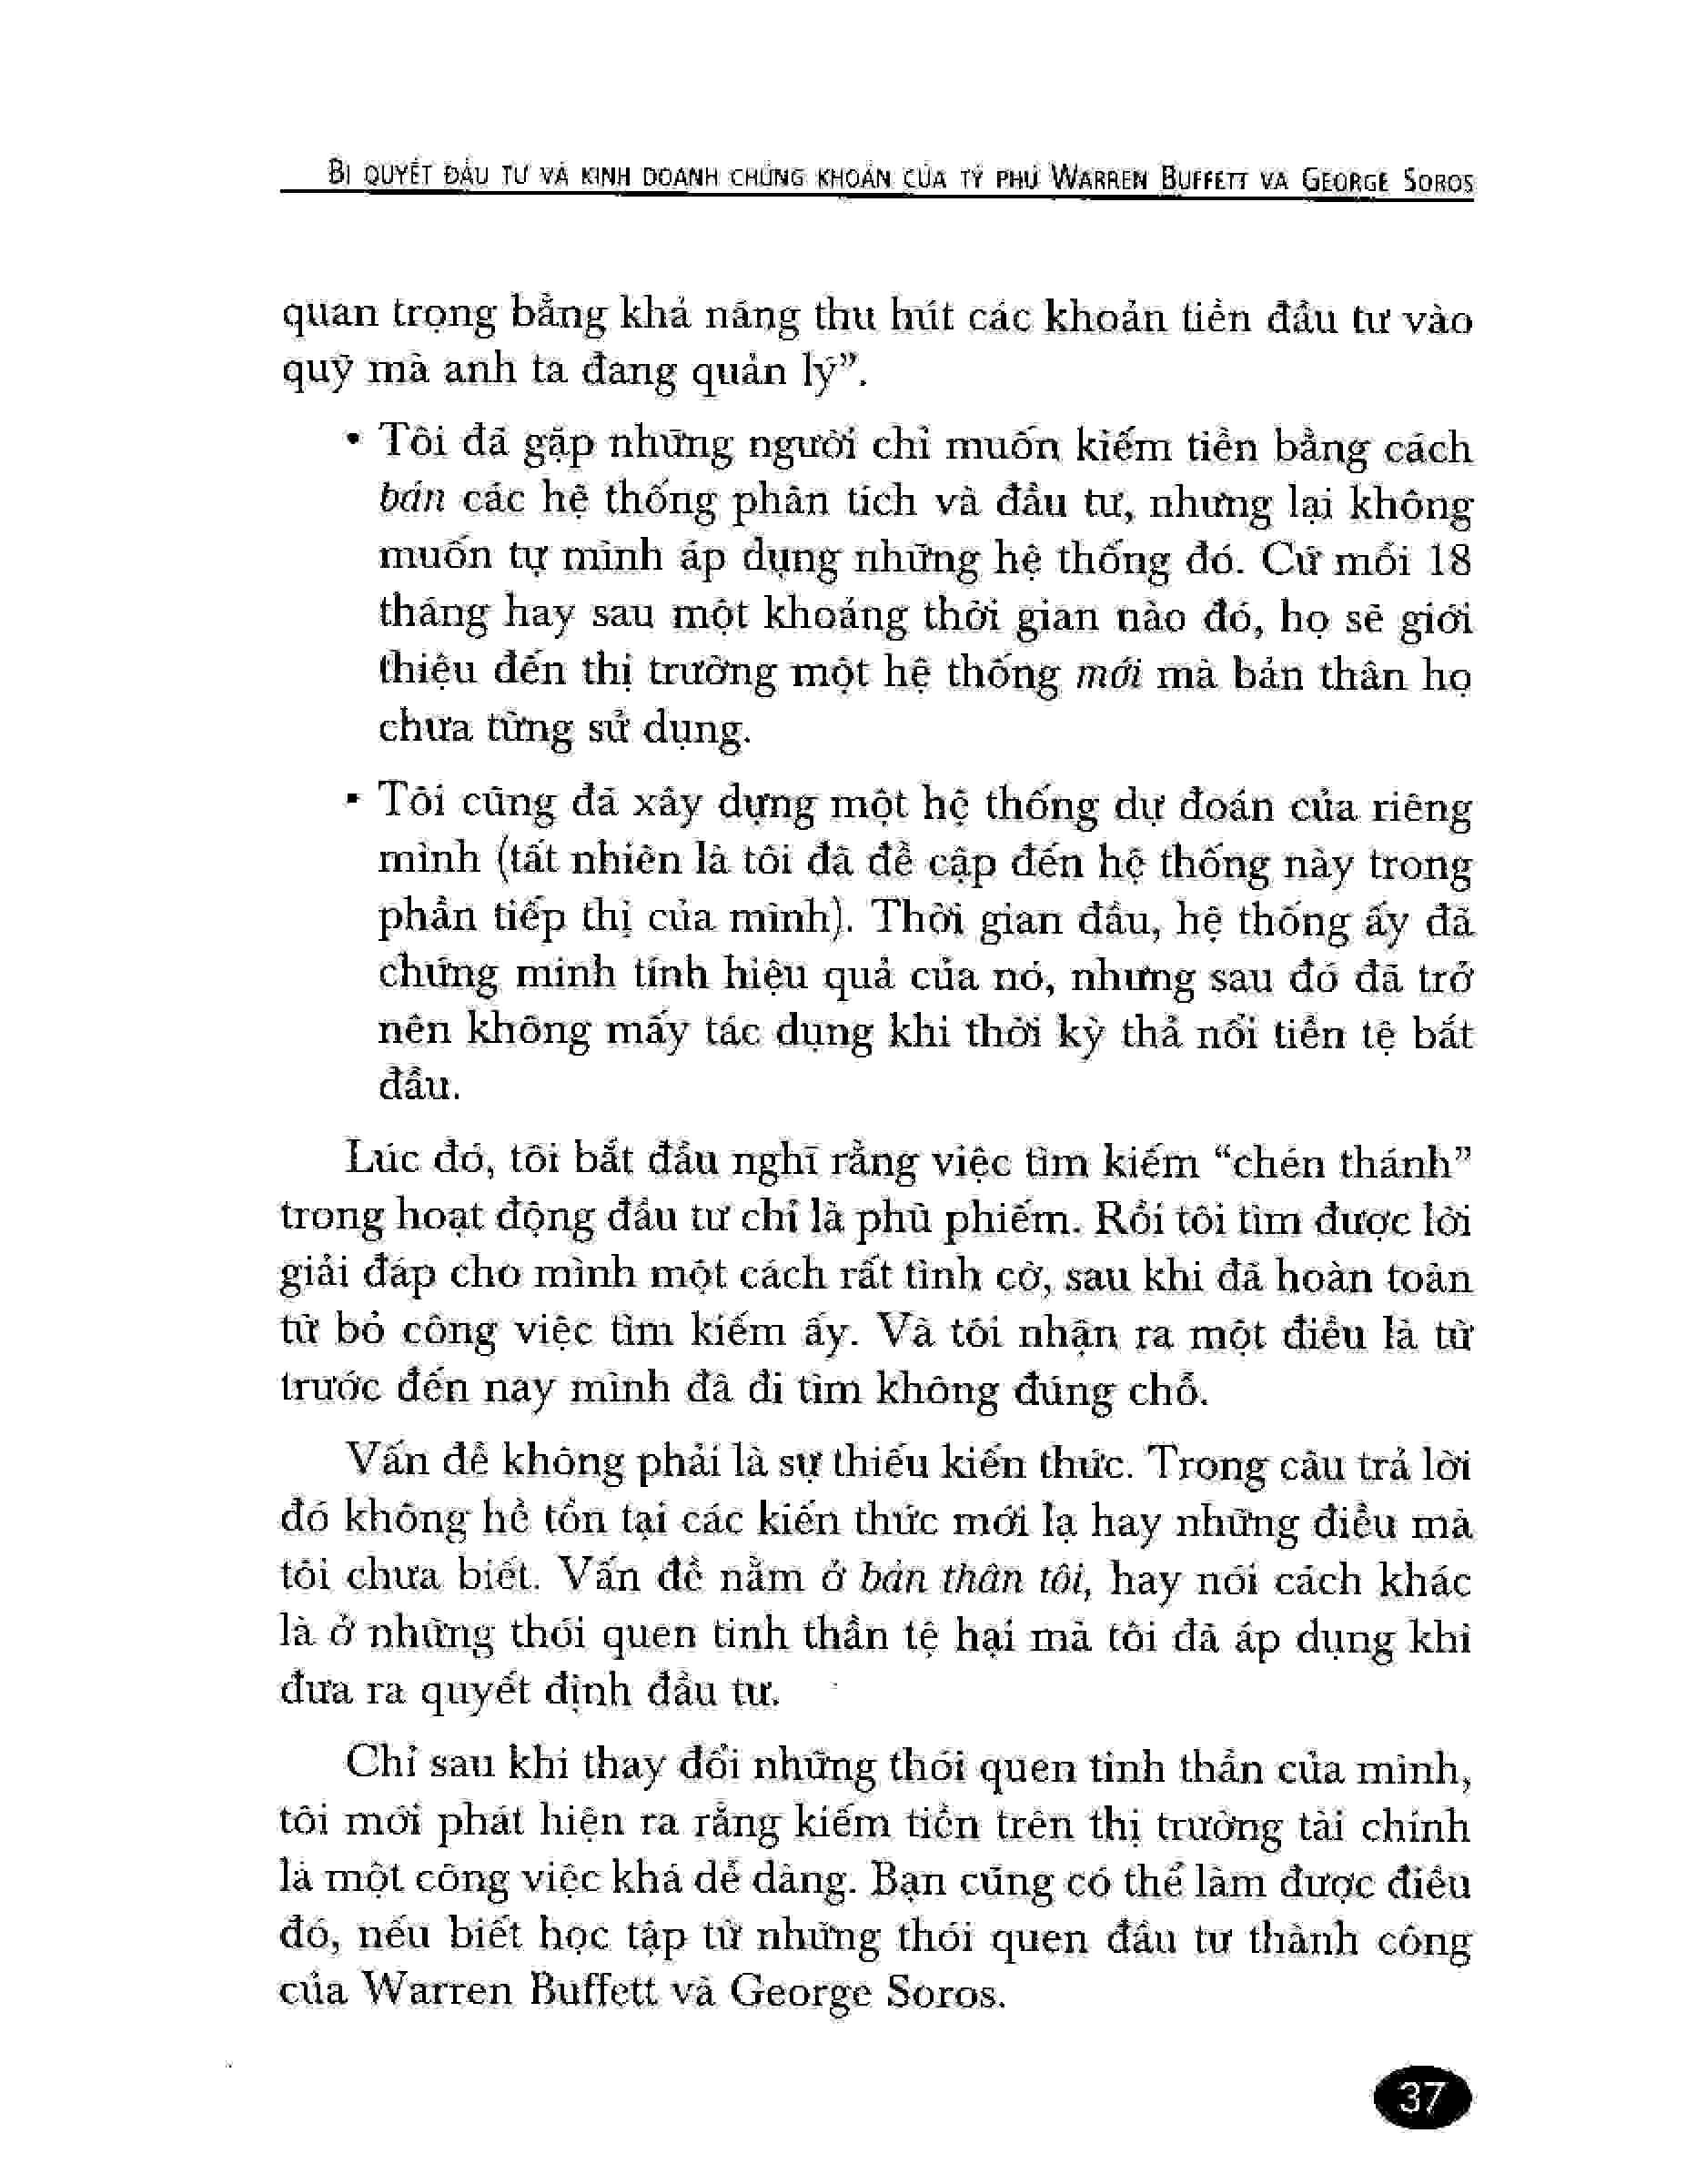 BÍ QUYẾT ĐẦU TƯ VÀ KINH DOANH CHỨNG KHOÁN CỦA TỶ PHÚ WARREN BUFFETT VÀ GEORGE SOROS
quan trọng bằng khả năng thu hút các khoản tiền đầu tư vào
quỹ mà anh ta đang quản lý”.
• Tôi đã gặp những người chỉ muốn kiếm tiền bằng cách
bán các hệ thống phân tích và đầu tư, nhưng lại không
muốn tự mình áp dụng những hệ thống đó. Cứ mỗi 18
tháng hay sau một khoảng thời gian nào đó, họ sẽ giới
thiệu đến thị trường một hệ thống mới mà bản thân họ
chưa từng sử dụng.
• Tôi cũng đã xây dựng một hệ thống dự đoán của riêng
mình (tất nhiên là tôi đã đề cập đến hệ thống này trong
phần tiếp thị của mình). Thời gian đầu, hệ thống ấy đã
chứng minh tính hiệu quả của nó, nhưng sau đó đã trở
nên không mấy tác dụng khi thời kỳ thả nổi tiền tệ bắt
đầu.
Lúc đó, tôi bắt đầu nghĩ rằng việc tìm kiếm “chén thánh”
trong hoạt động đầu tư chỉ là phù phiếm. Rồi tôi tìm được lời
giải đáp cho mình một cách rất tình cờ, sau khi đã hoàn toàn
từ bỏ công việc tìm kiếm ấy. Và tôi nhận ra một điều là từ
trước đến nay mình đã đi tìm không đúng chỗ.
Vấn đề không phải là sự thiếu kiến thức. Trong câu trả lời
đó không hề tồn tại các kiến thức mới lạ hay những điều mà
tôi chưa biết. Vấn đề nằm ở bản thân tôi, hay nói cách khác
là ở những thói quen tinh thần tệ hại mà tôi đã áp dụng khi
đưa ra quyết định đầu tư.
Chỉ sau khi thay đổi những thói quen tinh thần của mình,
tôi mới phát hiện ra rằng kiếm tiền trên thị trường tài chính
là một công việc khá dễ dàng. Bạn cũng có thể làm được điều
đó, nếu biết học tập từ những thói quen đầu tư thành công
của Warren Buffett và George Soros.
37